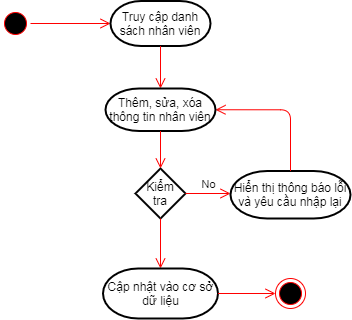 Truy cập danh
sách nhân viên
Thêm, sửa, xóa
thông tin nhân viên
Kiểm
tra
No
Hiển thị thông báo lỗi
và yêu cầu nhập lại
Cập nhật vào cơ sở
dữ liệu